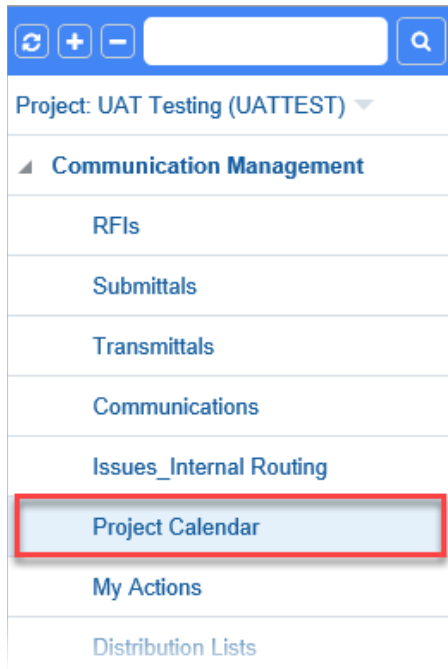 Project: UAT Testing (UATTEST)
Communication Management
RFIs
Submittals
Transmittals
Communications
Issues_Internal Routing
Project Calendar
My Actions
Distribution Lists